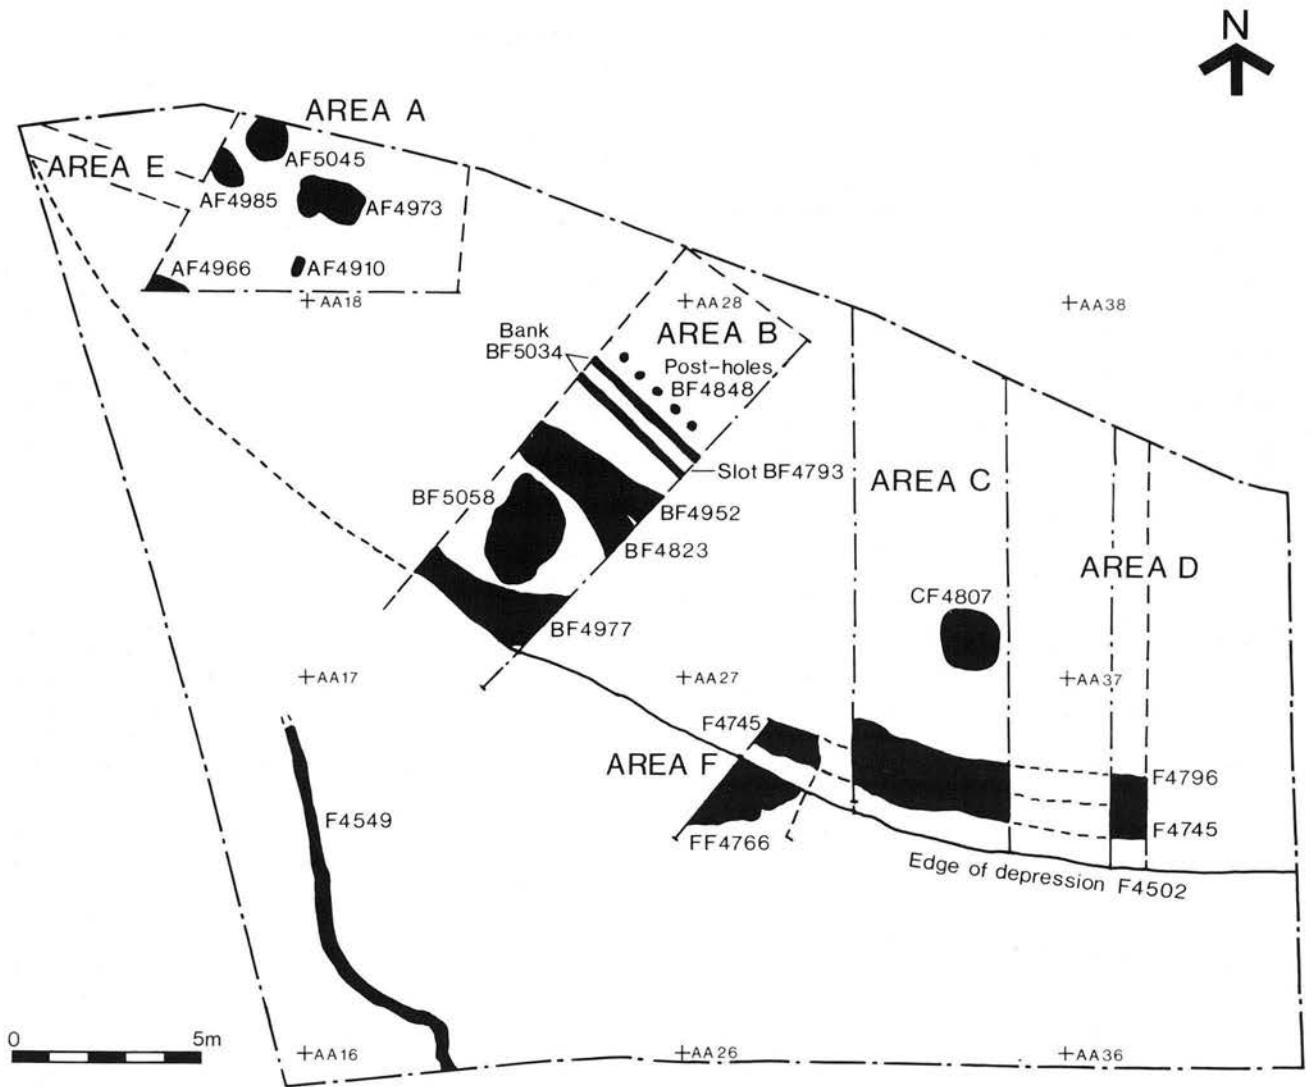 N
AREA A
AREA E
AF5045
AF4985
AF4973
AF4966
AF4910
+AA18
+AA28
+AA38
Bank
BF5034
AREA B
Post-holes
BF4848
Slot BF4793
AREA C
BF5058
BF4952
BF4823
AREA D
CF4807
BF4977
+AA17
+AA27
+AA37
F4745
AREA F
F4796
F4549
F4745
FF4766
Edge of depression F4502
0 5m
+AA16
+AA26
+AA36